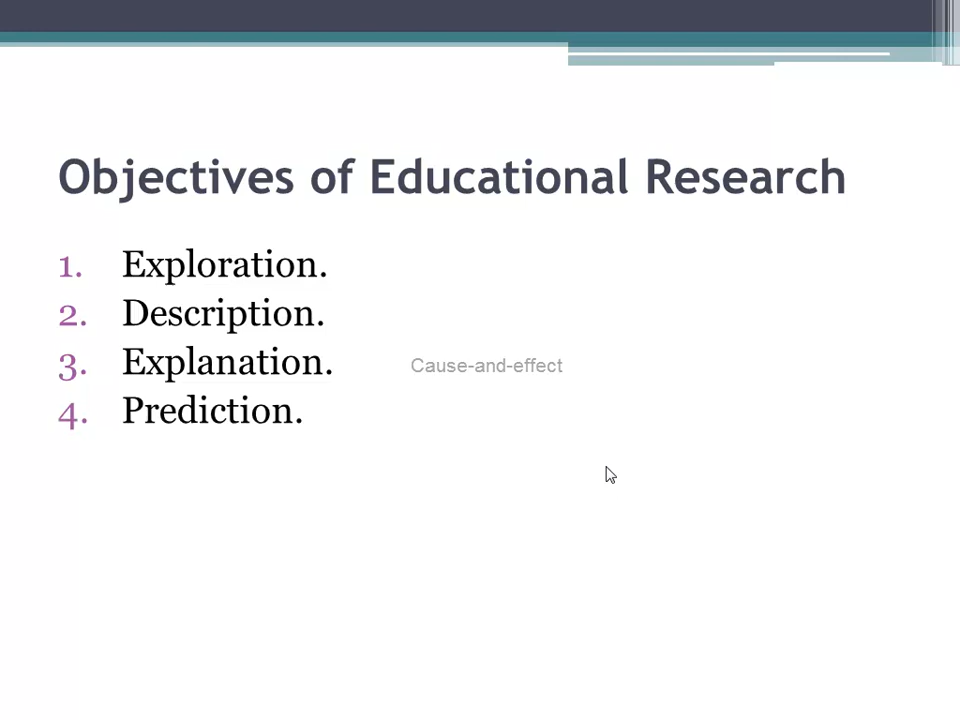 Objectives of Educational Research
1. Exploration.
2. Description.
3. Explanation. Cause-and-effect
4. Prediction.